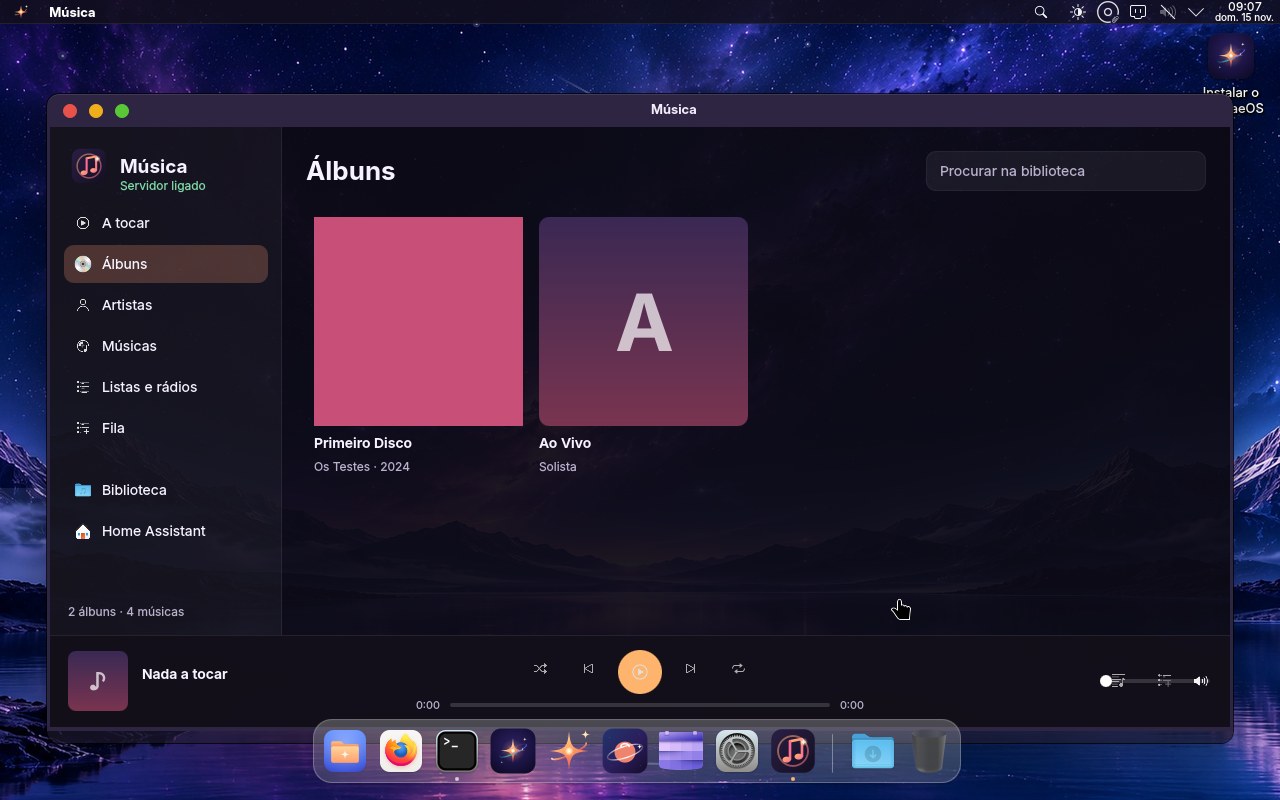 Música
09:07
dom. 15 nov.
Instalar o
aeOS
Música
Música
Servidor ligado
A tocar
Álbuns
Artistas
Músicas
Listas e rádios
Fila
Biblioteca
Home Assistant
2 álbuns · 4 músicas
Álbuns
Procurar na biblioteca
A
Primeiro Disco
Os Testes · 2024
Ao Vivo
Solista
Nada a tocar
0:00
0:00
>_